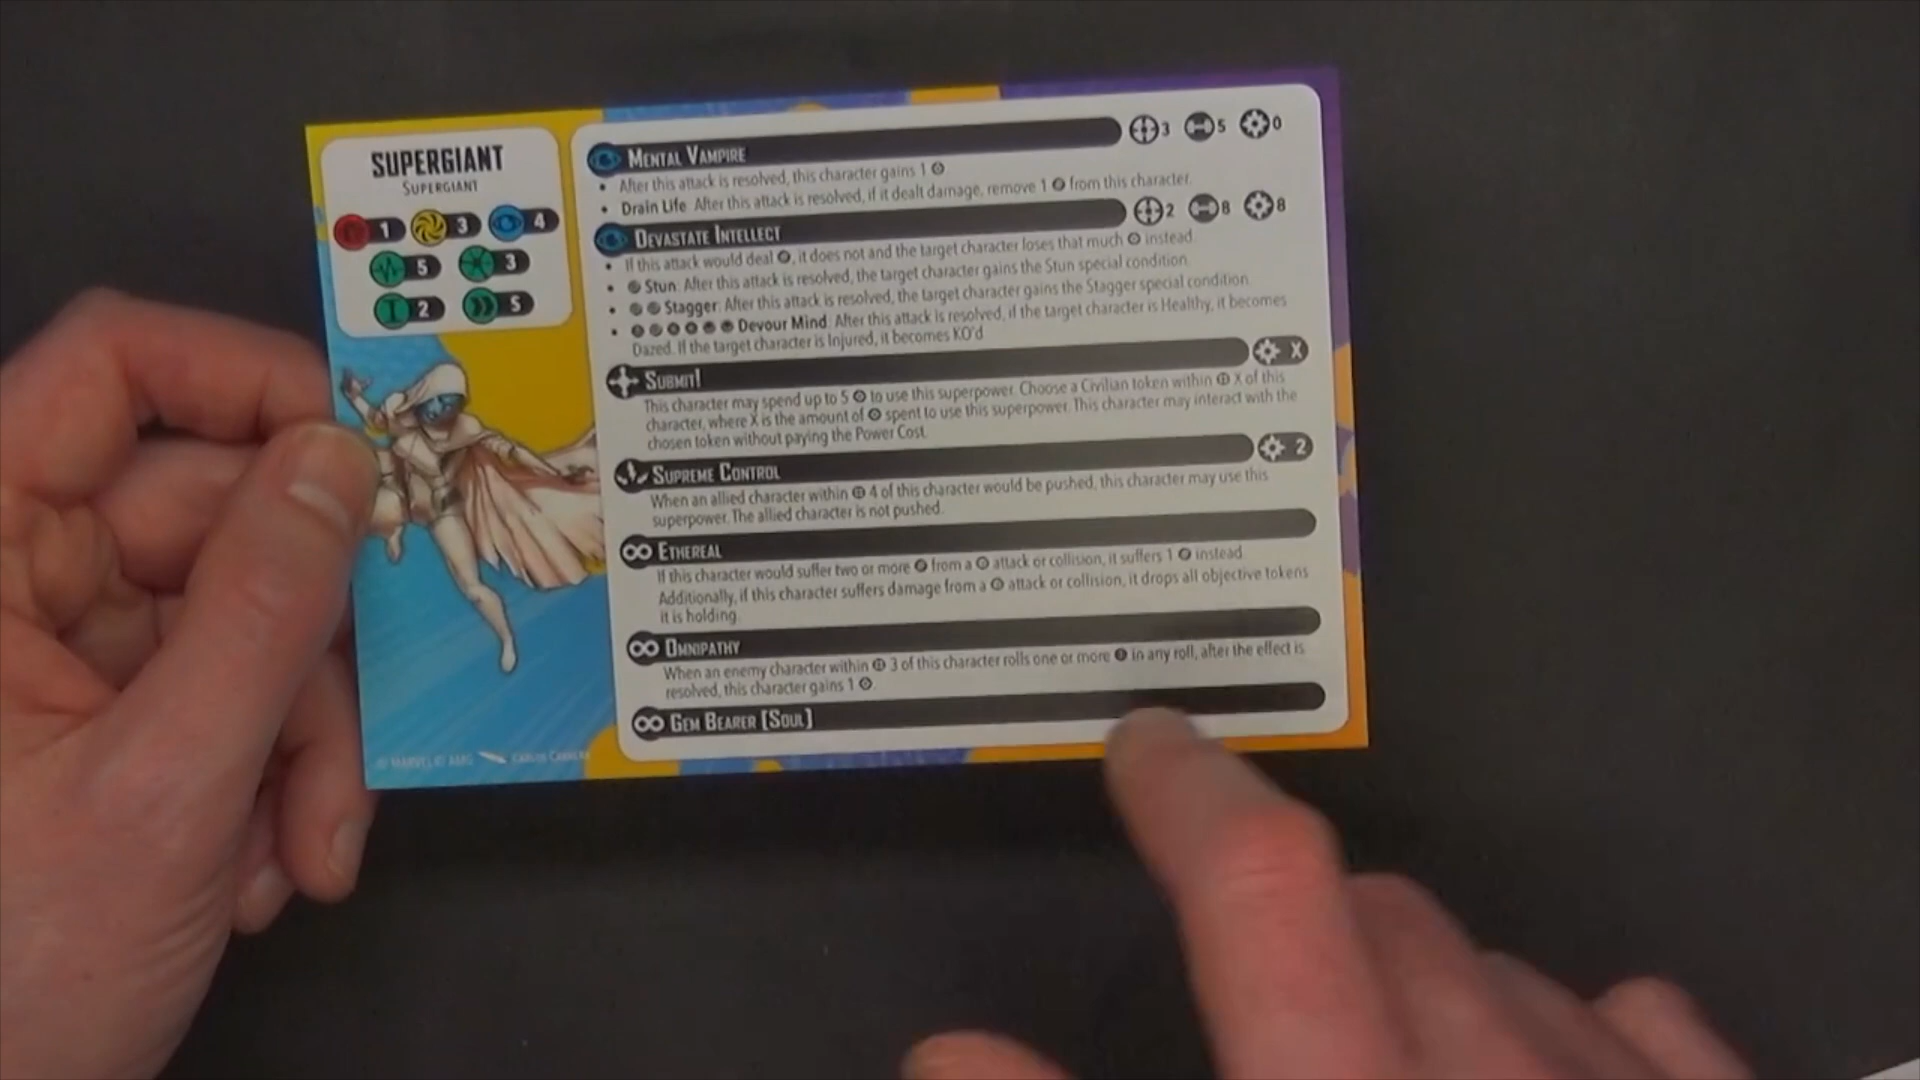 SUPERGIANT
SUPERGIANT
1 3 4
5 3
2 5
MENTAL VAMPIRE 3 5 0
• After this attack is resolved, this character gains 1
• Drain Life: After this attack is resolved, if it dealt damage, remove 1 from this character.
DEVASTATE INTELLECT 2 8 8
• If this attack would deal , it does not and the target character loses that much instead.
• Stun: After this attack is resolved, the target character gains the Stun special condition.
• Stagger: After this attack is resolved, the target character gains the Stagger special condition.
• Devour Mind: After this attack is resolved, if the target character is Healthy, it becomes
Dazed. If the target character is Injured, it becomes KO'd
SUBMIT! X
This character may spend up to 5 to use this superpower. Choose a Civilian token within X of this
character, where X is the amount of spent to use this superpower. This character may interact with the
chosen token without paying the Power Cost.
SUPREME CONTROL 2
When an allied character within 4 of this character would be pushed, this character may use this
superpower. The allied character is not pushed.
ETHEREAL
If this character would suffer two or more from a attack or collision, it suffers 1 instead.
Additionally, if this character suffers damage from a attack or collision, it drops all objective tokens
it is holding.
OMNIPATHY
When an enemy character within 3 of this character rolls one or more in any roll, after the effect is
resolved, this character gains 1 .
GEM BEARER [SOUL]
© MARVEL © AMG CARLOS